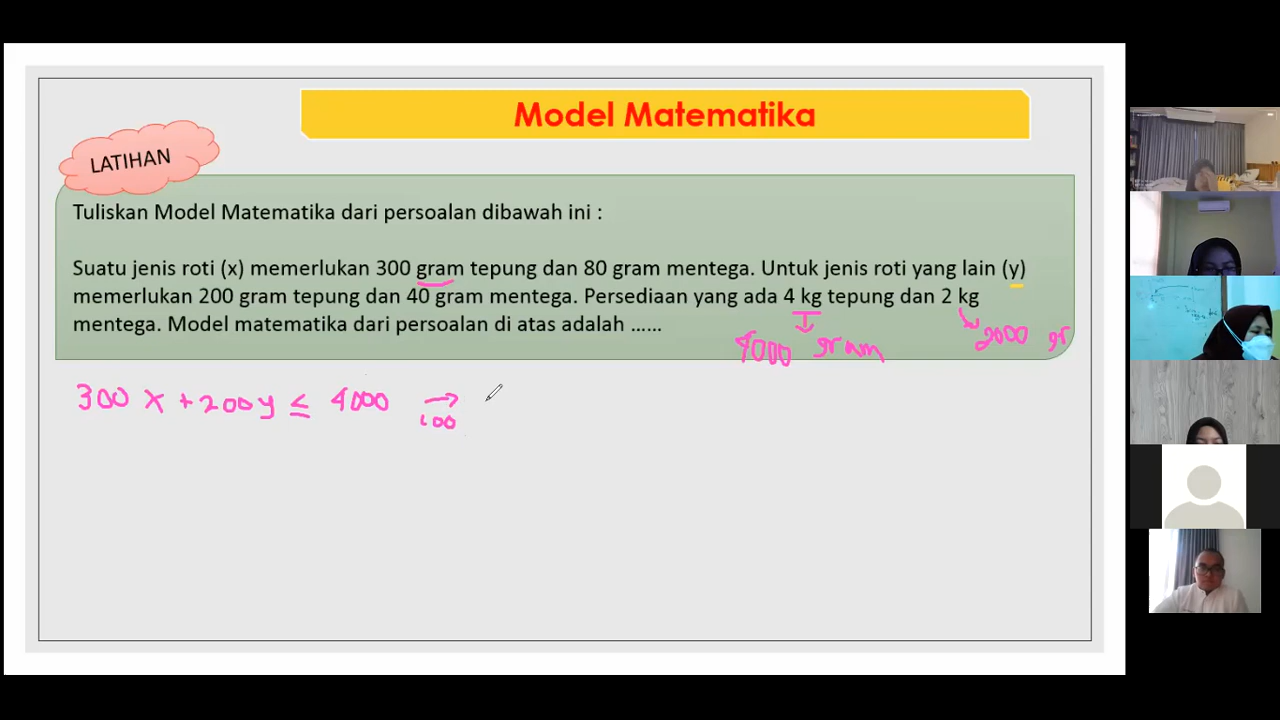 Model Matematika
LATIHAN
Tuliskan Model Matematika dari persoalan dibawah ini :
Suatu jenis roti (x) memerlukan 300 gram tepung dan 80 gram mentega. Untuk jenis roti yang lain (y)
memerlukan 200 gram tepung dan 40 gram mentega. Persediaan yang ada 4 kg tepung dan 2 kg
mentega. Model matematika dari persoalan di atas adalah ......
4000 gram
2000 gr
300 x + 200y ≤ 4000 →
100